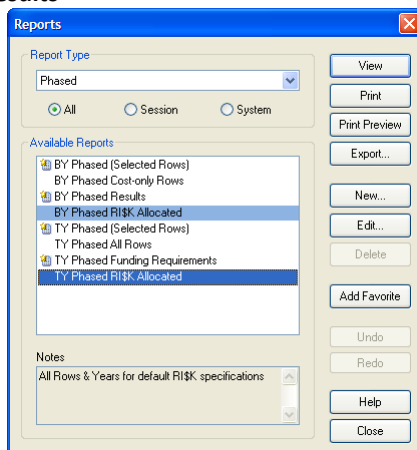 Reports
Report Type
Phased
All Session System
Available Reports
BY Phased (Selected Rows)
BY Phased Cost-only Rows
BY Phased Results
BY Phased RI$K Allocated
TY Phased (Selected Rows)
TY Phased All Rows
TY Phased Funding Requirements
TY Phased RI$K Allocated
Notes
All Rows & Years for default RI$K specifications
View
Print
Print Preview
Export...
New...
Edit...
Delete
Add Favorite
Undo
Redo
Help
Close